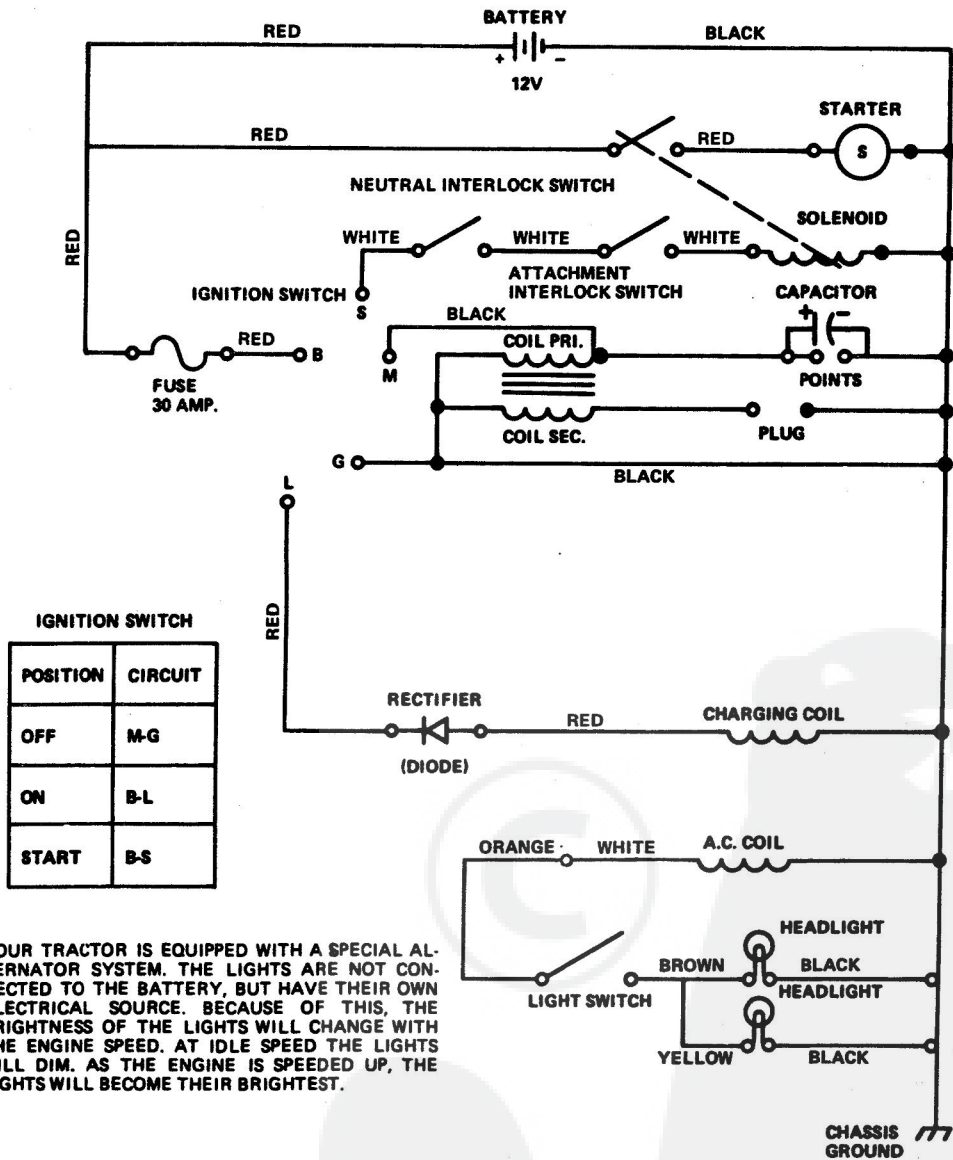 BATTERY
RED
BLACK
+ −
12V
STARTER
RED
RED
S
NEUTRAL INTERLOCK SWITCH
SOLENOID
RED
WHITE
WHITE
WHITE
IGNITION SWITCH
S
ATTACHMENT
INTERLOCK SWITCH
CAPACITOR
+ −
BLACK
COIL PRI.
RED
B
M
FUSE
30 AMP.
POINTS
COIL SEC.
PLUG
G
BLACK
L
RED
IGNITION SWITCH
POSITION CIRCUIT
OFF M-G
ON B-L
START B-S
RECTIFIER
RED
CHARGING COIL
(DIODE)
©
ORANGE
WHITE
A.C. COIL
HEADLIGHT
BROWN
BLACK
LIGHT SWITCH
HEADLIGHT
YELLOW
BLACK
OUR TRACTOR IS EQUIPPED WITH A SPECIAL AL-
ERNATOR SYSTEM. THE LIGHTS ARE NOT CON-
ECTED TO THE BATTERY, BUT HAVE THEIR OWN
LECTRICAL SOURCE. BECAUSE OF THIS, THE
RIGHTNESS OF THE LIGHTS WILL CHANGE WITH
HE ENGINE SPEED. AT IDLE SPEED THE LIGHTS
ILL DIM. AS THE ENGINE IS SPEEDED UP, THE
IGHTS WILL BECOME THEIR BRIGHTEST.
CHASSIS
GROUND